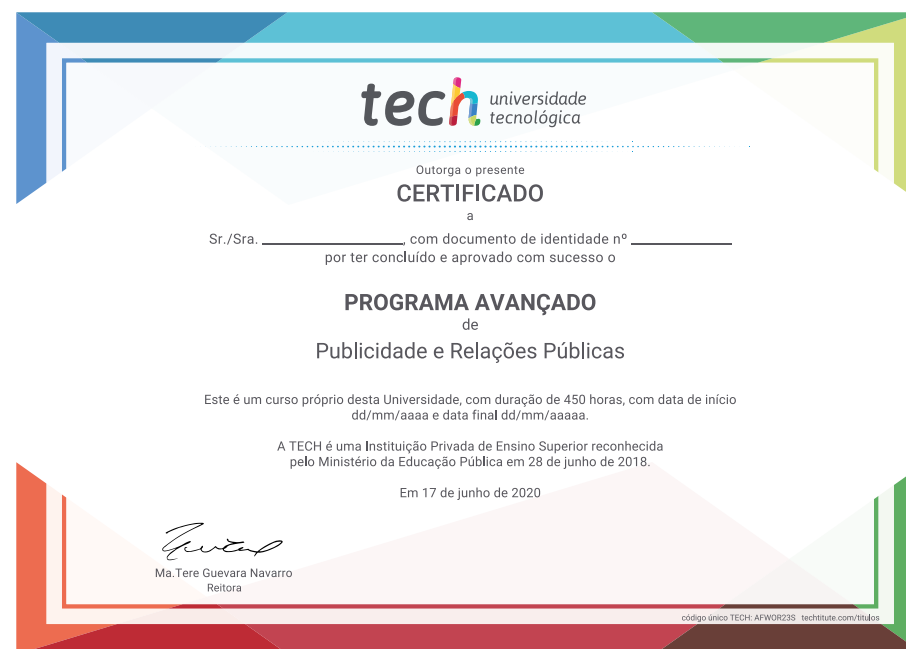 tech universidade
tecnológica
Outorga o presente
CERTIFICADO
a
Sr./Sra. ________________, com documento de identidade nº ____________
por ter concluído e aprovado com sucesso o
PROGRAMA AVANÇADO
de
Publicidade e Relações Públicas
Este é um curso próprio desta Universidade, com duração de 450 horas, com data de início
dd/mm/aaaa e data final dd/mm/aaaaa.
A TECH é uma Instituição Privada de Ensino Superior reconhecida
pelo Ministério da Educação Pública em 28 de junho de 2018.
Em 17 de junho de 2020
Ma.Tere Guevara Navarro
Reitora
código único TECH: AFWOR23S techtitute.com/titulos